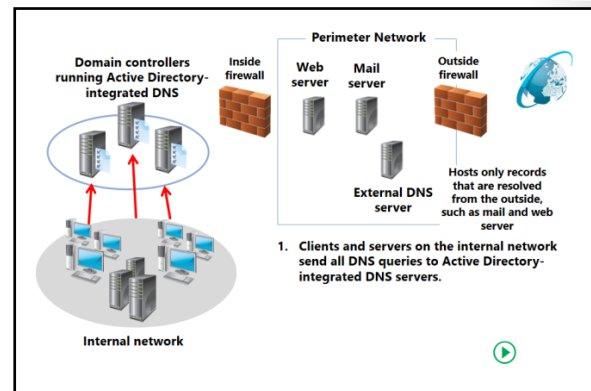 Domain controllers
running Active Directory-
integrated DNS
Inside
firewall
Perimeter Network
Web
server
Mail
server
Outside
firewall
External DNS
server
Hosts only records
that are resolved
from the outside,
such as mail and web
server
1. Clients and servers on the internal network
send all DNS queries to Active Directory-
integrated DNS servers.
Internal network